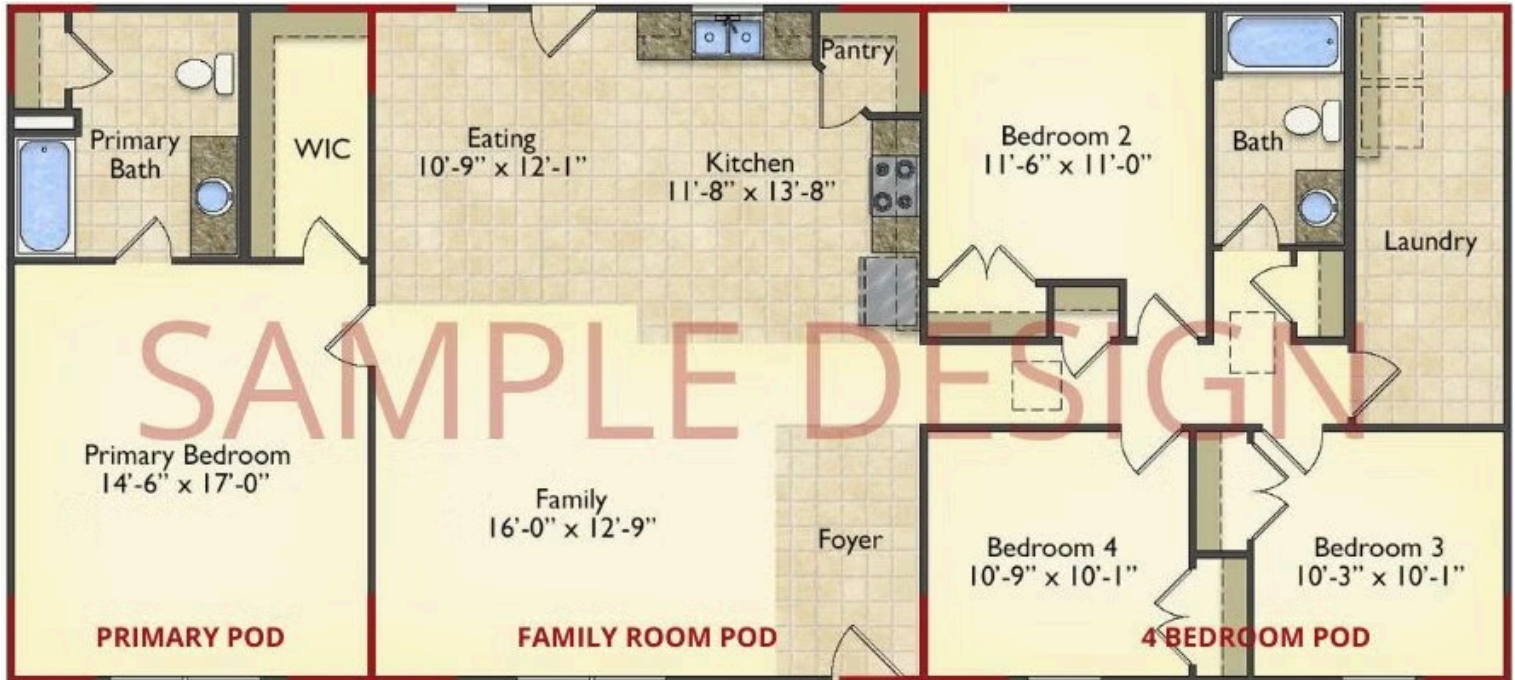 Primary
Bath
WIC
Eating
10'-9" x 12'-1"
Kitchen
11'-8" x 13'-8"
Pantry
Bedroom 2
11'-6" x 11'-0"
Bath
Laundry
SAMPLE DESIGN
Primary Bedroom
14'-6" x 17'-0"
Family
16'-0" x 12'-9"
Foyer
Bedroom 4
10'-9" x 10'-1"
Bedroom 3
10'-3" x 10'-1"
PRIMARY POD
FAMILY ROOM POD
4 BEDROOM POD